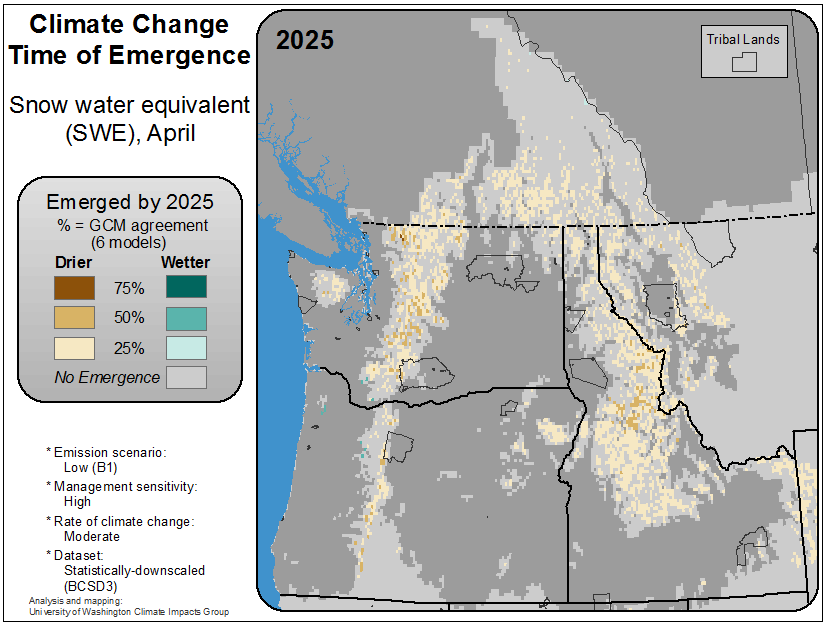 Climate Change
Time of Emergence
Snow water equivalent
(SWE), April
Emerged by 2025
% = GCM agreement
(6 models)
Drier Wetter
75%
50%
25%
No Emergence
* Emission scenario:
Low (B1)
* Management sensitivity:
High
* Rate of climate change:
Moderate
* Dataset:
Statistically-downscaled
(BCSD3)
Analysis and mapping:
University of Washington Climate Impacts Group
2025
Tribal Lands